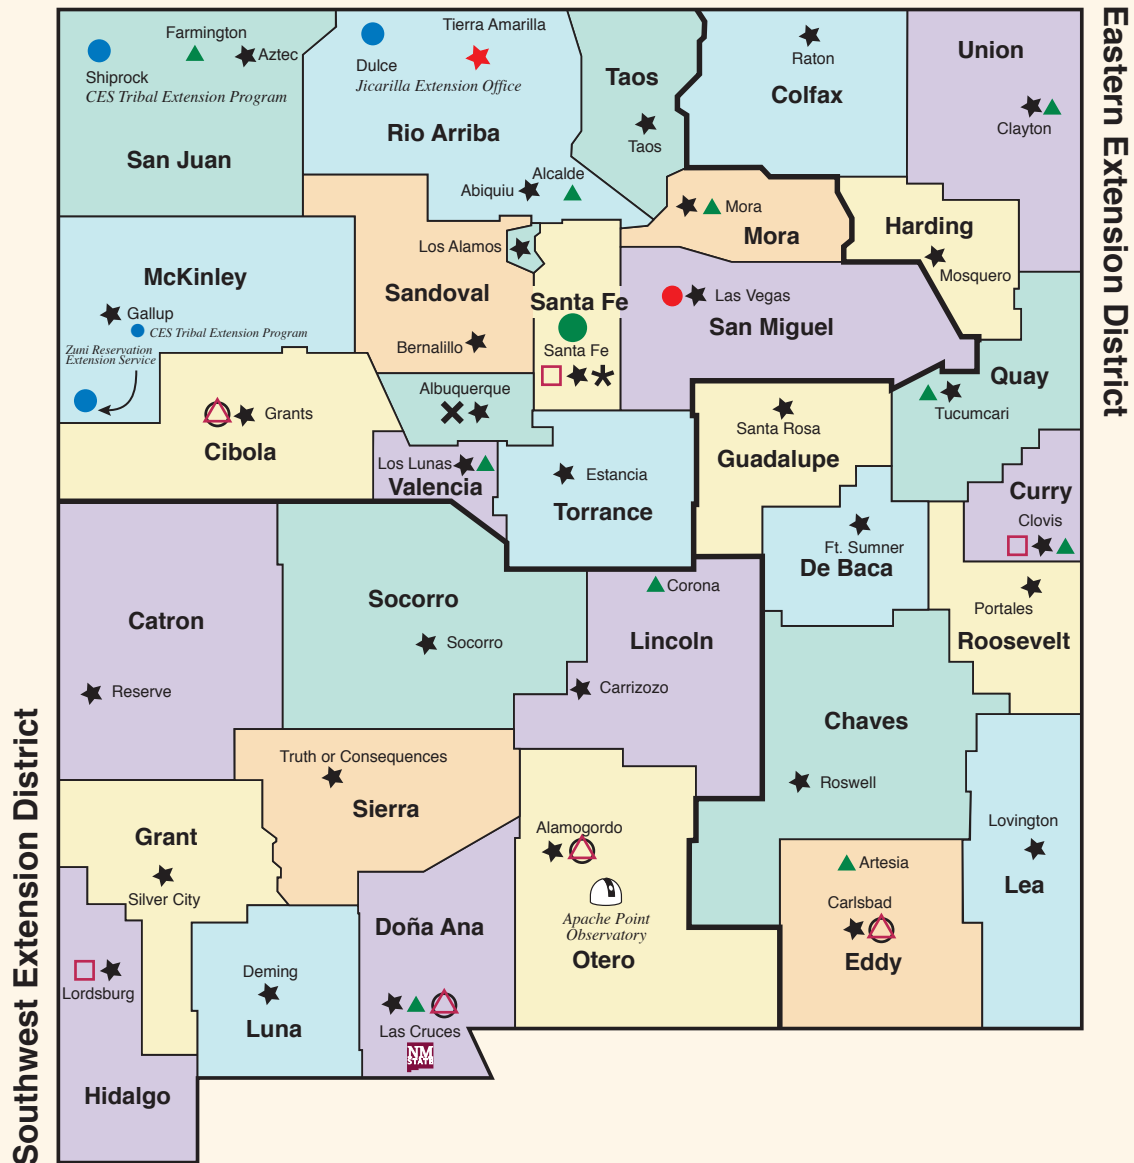 Farmington
Aztec
Shiprock
CES Tribal Extension Program
San Juan
Tierra Amarilla
Dulce
Jicarilla Extension Office
Rio Arriba
Abiquiu
Alcalde
Taos
Taos
Raton
Colfax
Union
Clayton
Eastern Extension District
McKinley
Gallup
CES Tribal Extension Program
Zuni Reservation
Extension Service
Los Alamos
Sandoval
Bernalillo
Santa Fe
Santa Fe
Mora
Mora
Las Vegas
San Miguel
Harding
Mosquero
Quay
Tucumcari
Grants
Cibola
Albuquerque
Los Lunas
Valencia
Estancia
Torrance
Santa Rosa
Guadalupe
Curry
Clovis
Ft. Sumner
De Baca
Portales
Roosevelt
Catron
Reserve
Socorro
Socorro
Corona
Lincoln
Carrizozo
Chaves
Roswell
Southwest Extension District
Truth or Consequences
Sierra
Grant
Silver City
Alamogordo
Apache Point
Observatory
Otero
Artesia
Carlsbad
Eddy
Lovington
Lea
Lordsburg
Hidalgo
Deming
Luna
Doña Ana
Las Cruces
NM
STATE